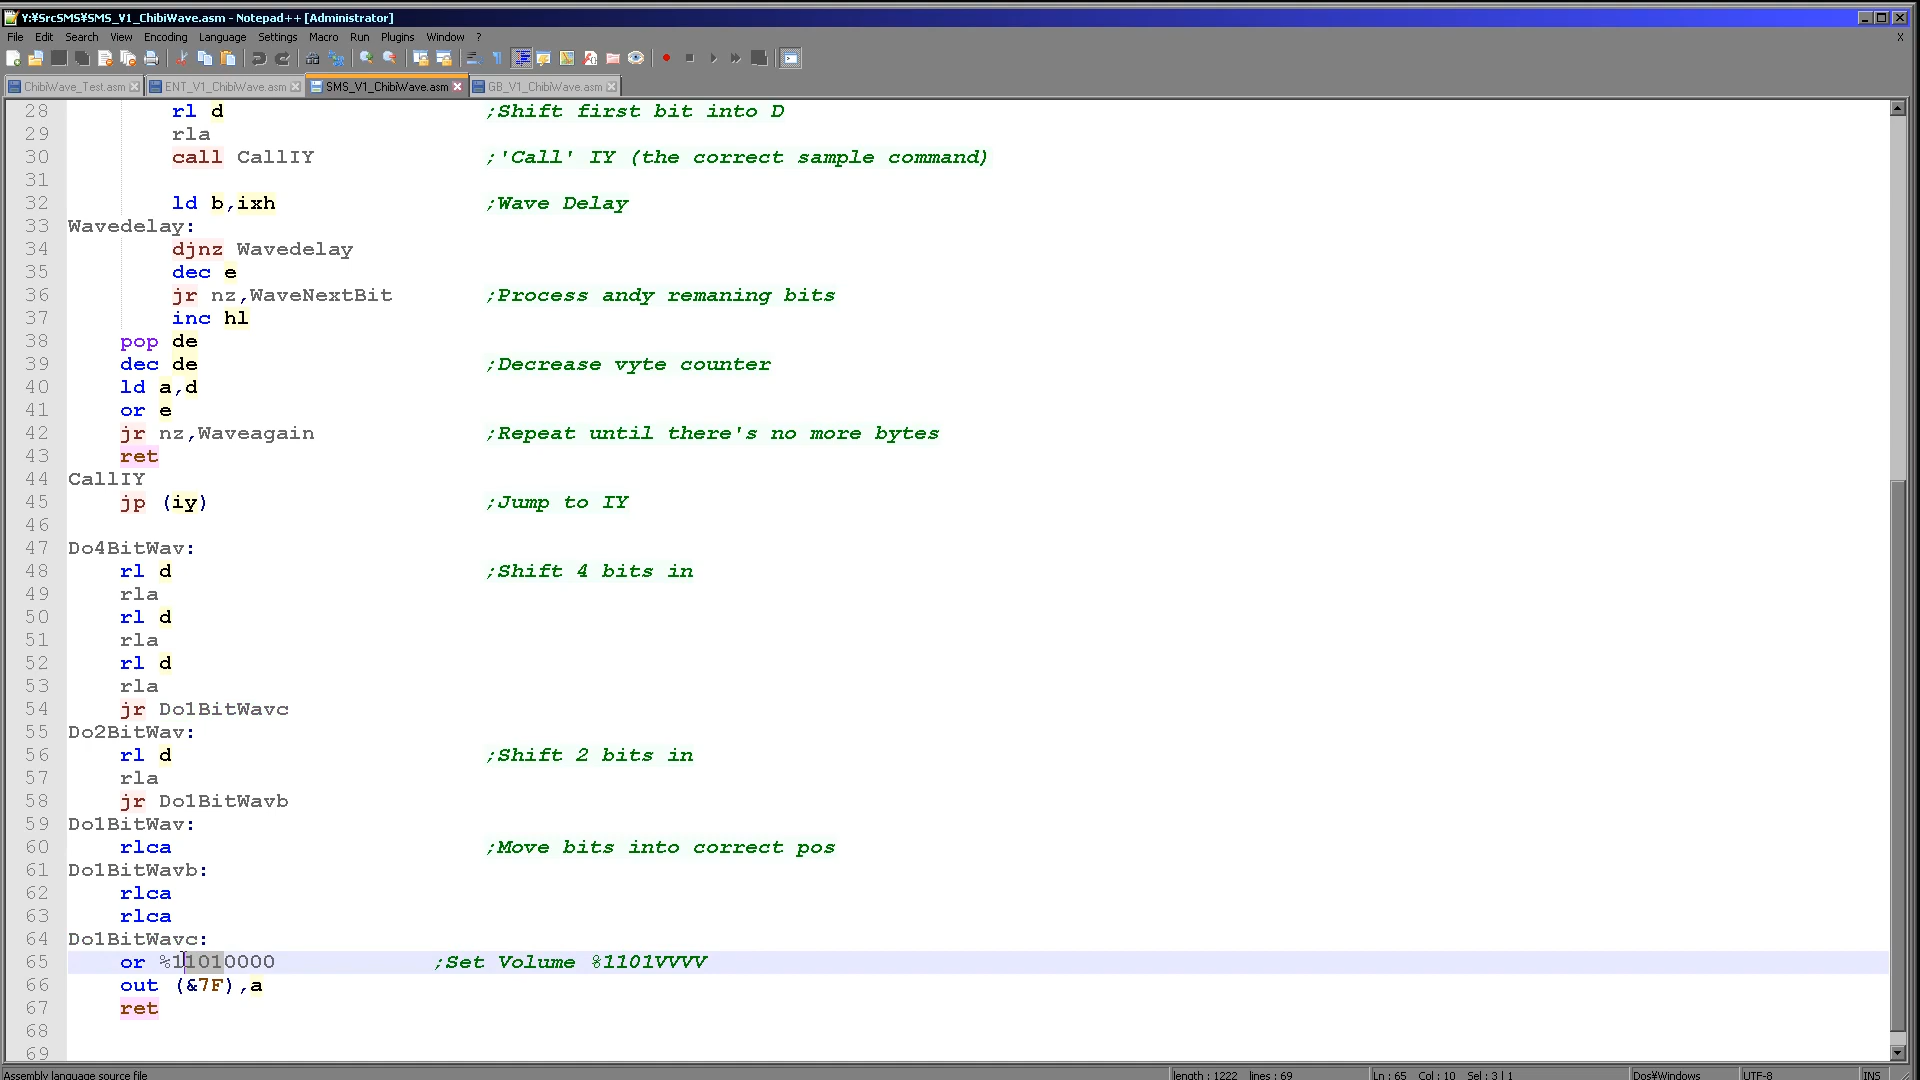 Y:¥SrcSMS¥SMS_V1_ChibiWave.asm - Notepad++ [Administrator]
File Edit Search View Encoding Language Settings Macro Run Plugins Window ? X
ChibiWave_Test.asm ENT_V1_ChibiWave.asm SMS_V1_ChibiWave.asm GB_V1_ChibiWave.asm
28 rl d ;Shift first bit into D
29 rla
30 call CallIY ;'Call' IY (the correct sample command)
31
32 ld b,ixh ;Wave Delay
33 Wavedelay:
34 djnz Wavedelay
35 dec e
36 jr nz,WaveNextBit ;Process andy remaning bits
37 inc hl
38 pop de
39 dec de ;Decrease vyte counter
40 ld a,d
41 or e
42 jr nz,Waveagain ;Repeat until there's no more bytes
43 ret
44 CallIY
45 jp (iy) ;Jump to IY
46
47 Do4BitWav:
48 rl d ;Shift 4 bits in
49 rla
50 rl d
51 rla
52 rl d
53 rla
54 jr Do1BitWavc
55 Do2BitWav:
56 rl d ;Shift 2 bits in
57 rla
58 jr Do1BitWavb
59 Do1BitWav:
60 rlca ;Move bits into correct pos
61 Do1BitWavb:
62 rlca
63 rlca
64 Do1BitWavc:
65 or %11010000 ;Set Volume %1101VVVV
66 out (&7F),a
67 ret
68
69
Assembly language source file length : 1222 lines : 69 Ln : 65 Col : 10 Sel : 3 | 1 Dos¥Windows UTF-8 INS